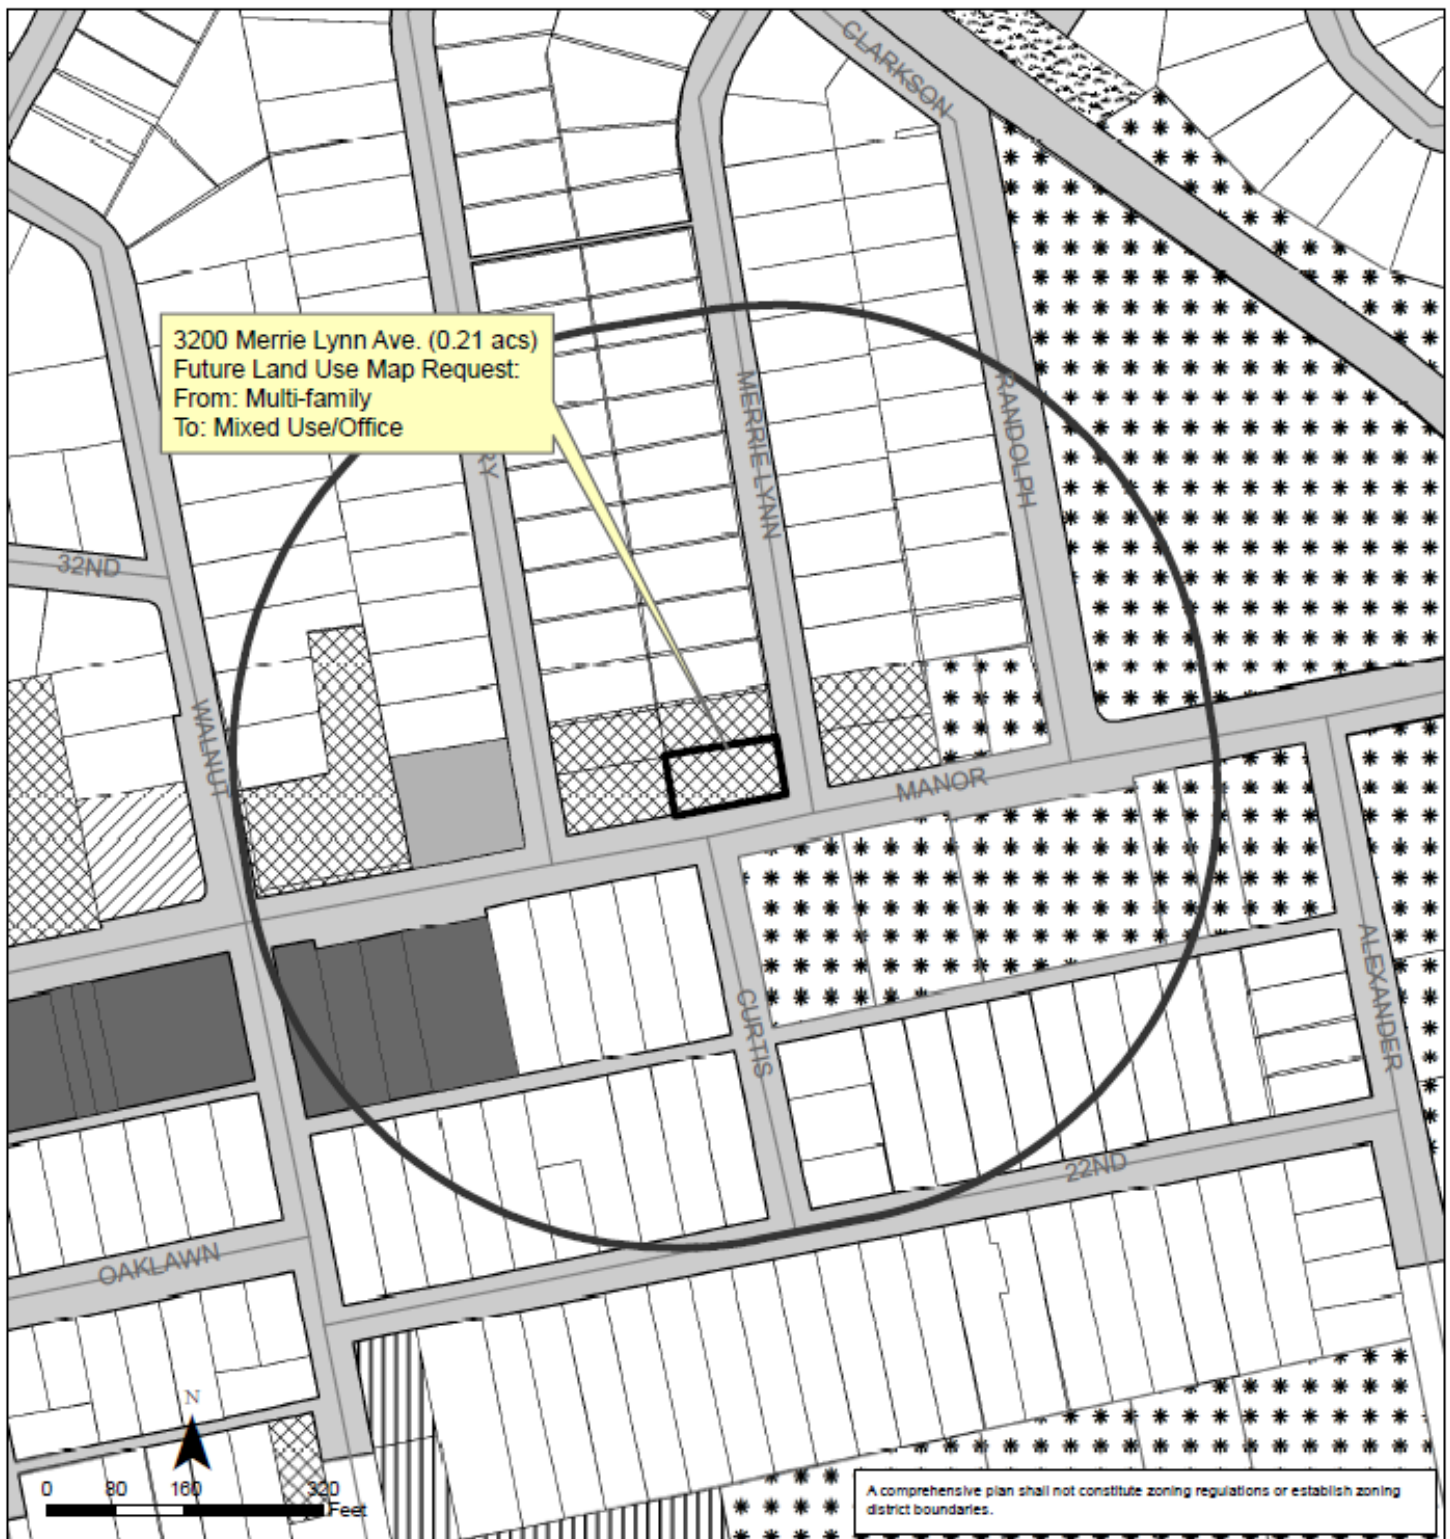 CLARKSON
3200 Merrie Lynn Ave. (0.21 acs)
Future Land Use Map Request:
From: Multi-family
To: Mixed Use/Office
MERRIE LYNN
RANDOLPH
RY
32ND
WALNUT
MANOR
CURTIS
ALEXANDER
22ND
OAKLAWN
N
0 80 160 320
Feet
A comprehensive plan shall not constitute zoning regulations or establish zoning
district boundaries.